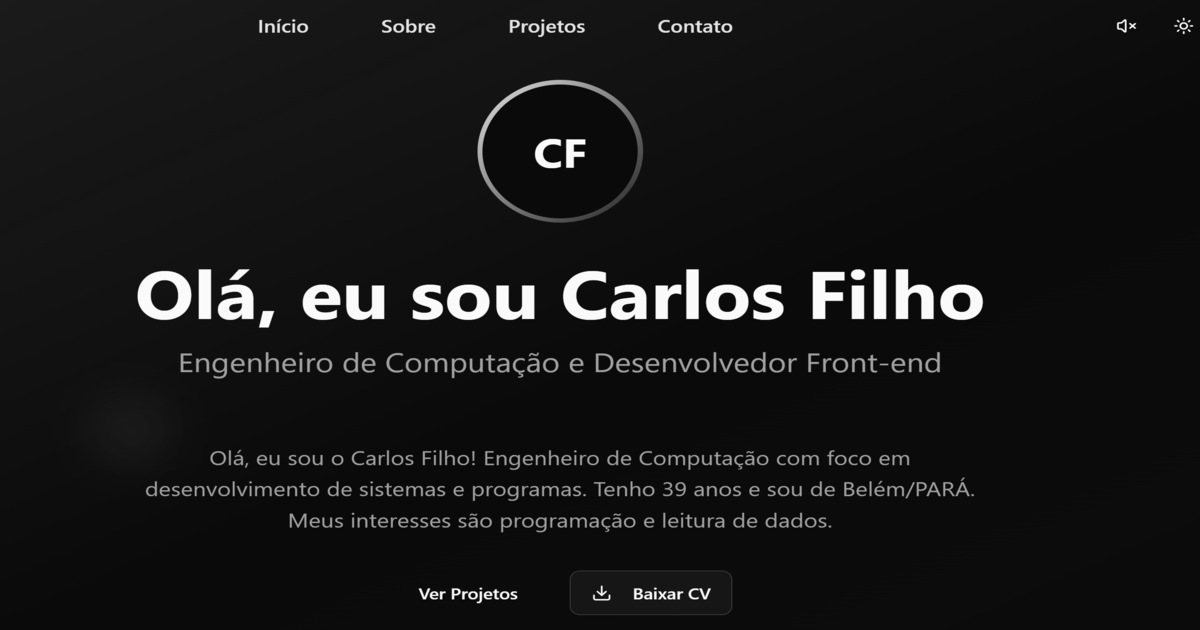 Início Sobre Projetos Contato
CF
Olá, eu sou Carlos Filho
Engenheiro de Computação e Desenvolvedor Front-end
Olá, eu sou o Carlos Filho! Engenheiro de Computação com foco em
desenvolvimento de sistemas e programas. Tenho 39 anos e sou de Belém/PARÁ.
Meus interesses são programação e leitura de dados.
Ver Projetos Baixar CV